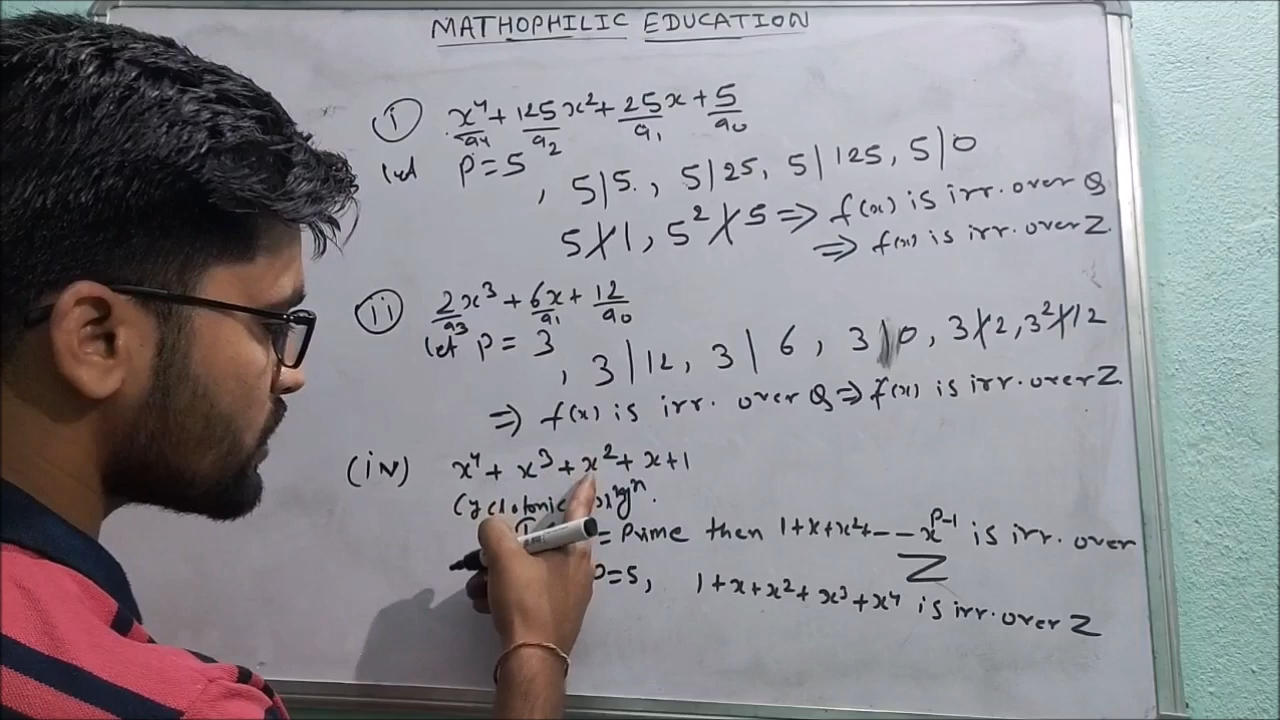 MATHOPHILIC EDUCATION
(i) x⁴ + 125x² + 25x + 5
a₄ a₂ a₁ a₀
let P=5, 5|5, 5|25, 5|125, 5|0
5∤1, 5²∤5 ⇒ f(x) is irr. over Q
⇒ f(x) is irr. over Z.
(ii) 2x³ + 6x + 12
a₃ a₁ a₀
let P = 3, 3|12, 3|6, 3|0, 3∤2, 3²∤12
⇒ f(x) is irr. over Q ⇒ f(x) is irr. over Z.
(iv) x⁴ + x³ + x² + x + 1
Cyclotomic
= Prime then 1+x+x²+--x^{p-1} is irr. over
Z
P=5, 1+x+x²+x³+x⁴ is irr. over Z